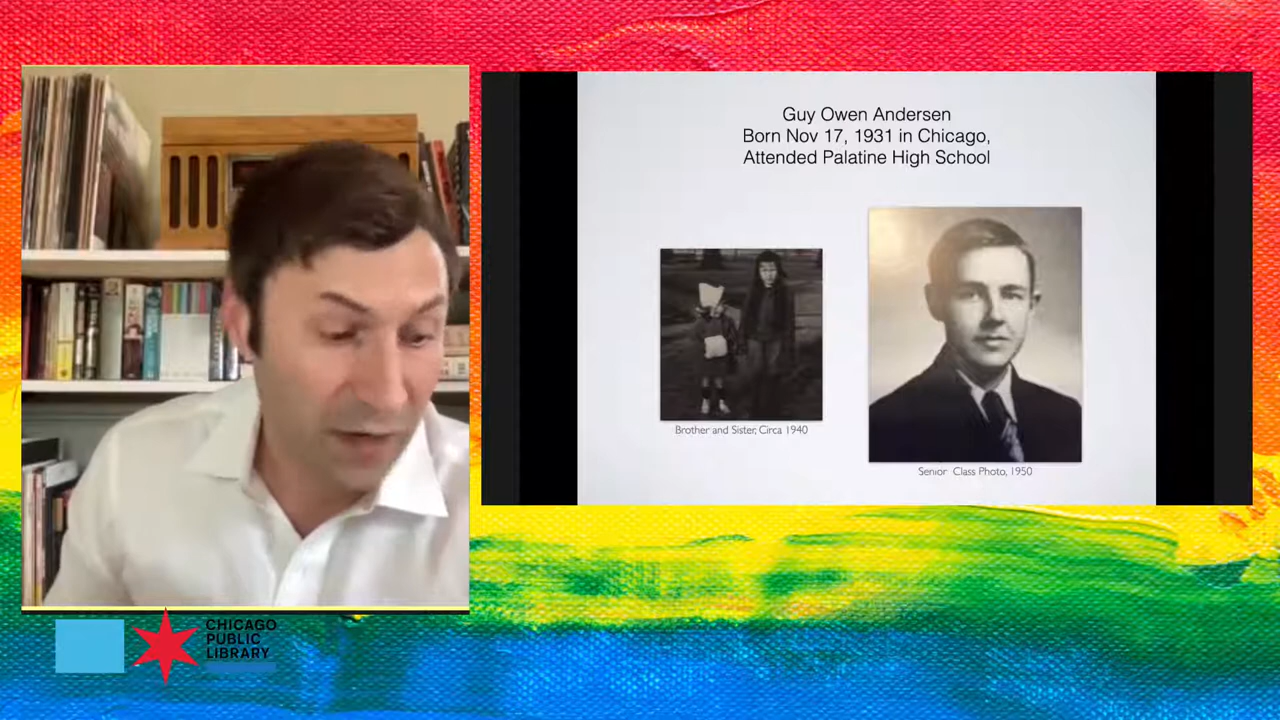 Guy Owen Andersen
Born Nov 17, 1931 in Chicago,
Attended Palatine High School
Brother and Sister, Circa 1940
Senior Class Photo, 1950
CHICAGO
PUBLIC
LIBRARY